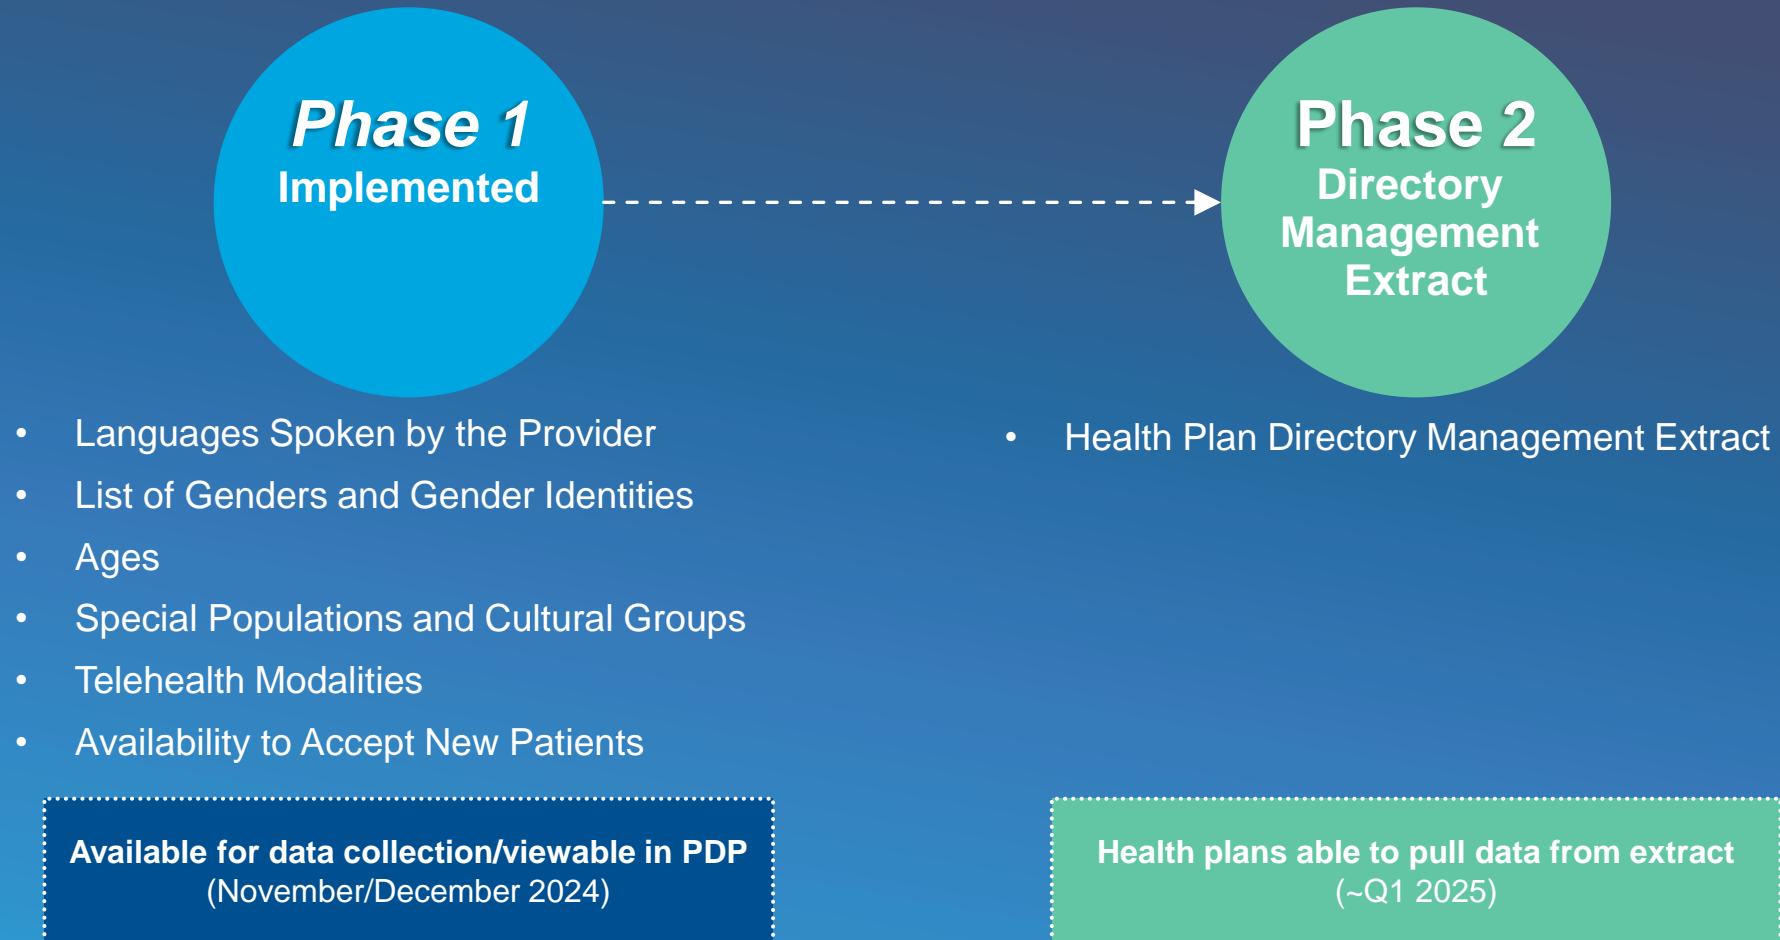 Phase 1
Implemented
• Languages Spoken by the Provider
• List of Genders and Gender Identities
• Ages
• Special Populations and Cultural Groups
• Telehealth Modalities
• Availability to Accept New Patients
Available for data collection/viewable in PDP
(November/December 2024)
Phase 2
Directory
Management
Extract
• Health Plan Directory Management Extract
Health plans able to pull data from extract
(~Q1 2025)